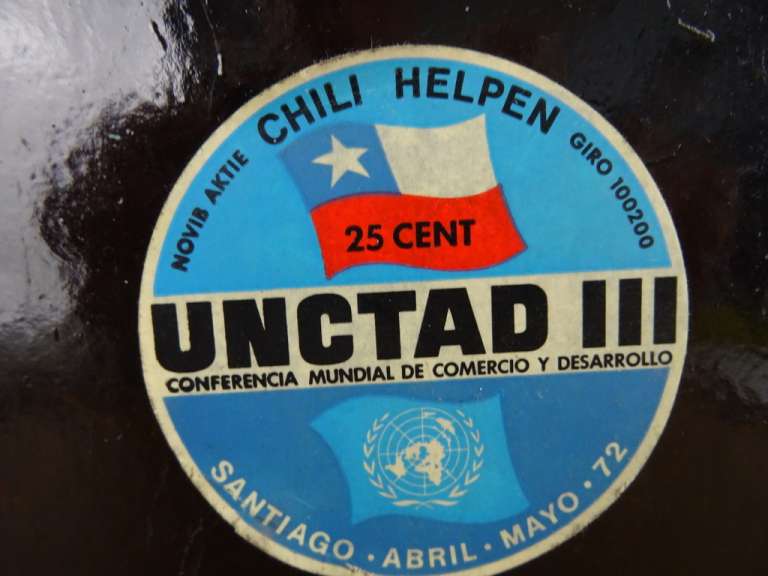 CHILI HELPEN
NOVIB AKTIE
GIRO 100200
25 CENT
UNCTAD III
CONFERENCIA MUNDIAL DE COMERCIO Y DESARROLLO
SANTIAGO · ABRIL · MAYO · 72